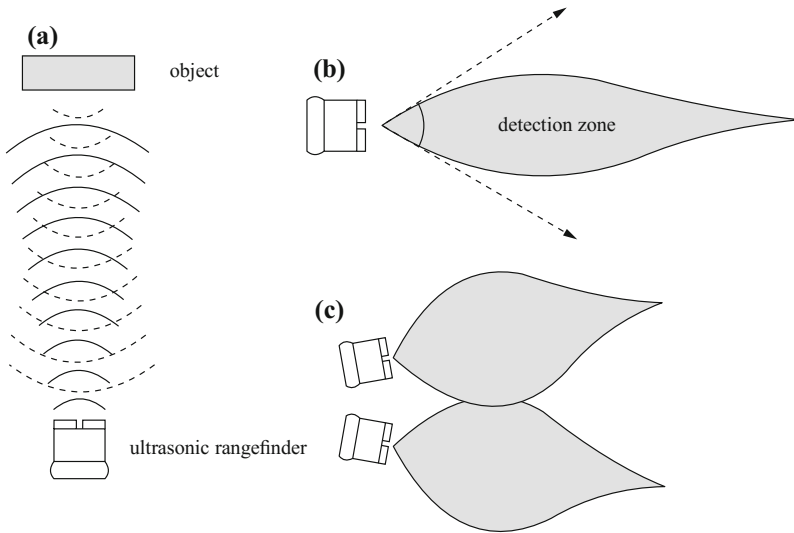 (a)
object
(b)
detection zone
(c)
ultrasonic rangefinder